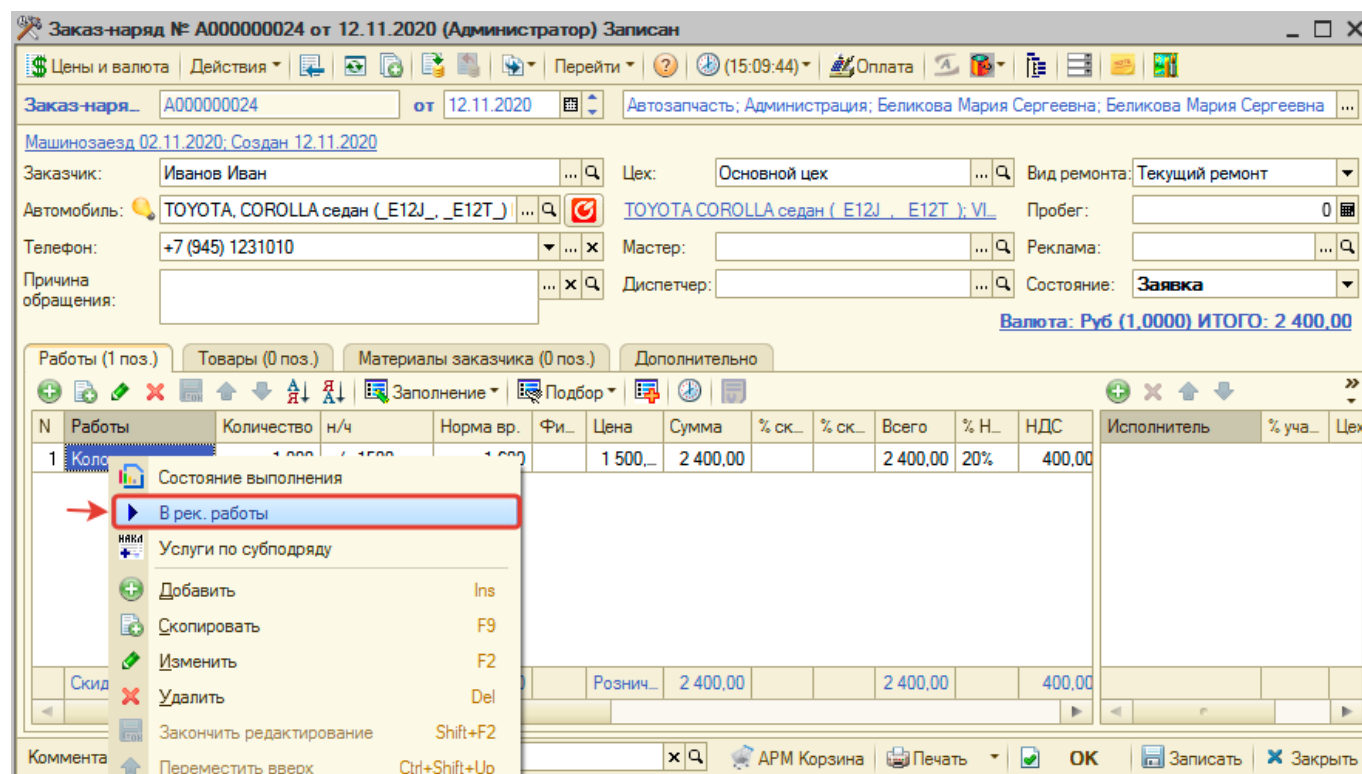 Заказ-наряд № А000000024 от 12.11.2020 (Администратор) Записан
Цены и валюта Действия Перейти (15:09:44) Оплата
Заказ-наря... А000000024 от 12.11.2020 Автозапчасть; Администрация; Беликова Мария Сергеевна; Беликова Мария Сергеевна ...
Машинозаезд 02.11.2020; Создан 12.11.2020
Заказчик: Иванов Иван ... Цех: Основной цех ... Вид ремонта: Текущий ремонт
Автомобиль: TOYOTA, COROLLA седан (_E12J_, _E12T_) ... TOYOTA COROLLA седан (_E12J_, _E12T_); VI... Пробег: 0
Телефон: +7 (945) 1231010 ... Мастер: ... Реклама: ...
Причина обращения: ... Диспетчер: ... Состояние: Заявка
Валюта: Руб (1,0000) ИТОГО: 2 400,00
Работы (1 поз.) Товары (0 поз.) Материалы заказчика (0 поз.) Дополнительно
Заполнение Подбор
N Работы Количество н/ч Норма вр. Фи... Цена Сумма % ск... % ск... Всего % Н... НДС Исполнитель % уча... Цех
1 1 500,... 2 400,00 2 400,00 20% 400,00
Состояние выполнения
В рек. работы
Услуги по субподряду
Добавить Ins
Скопировать F9
Изменить F2
Скид Рознич... 2 400,00 2 400,00 400,00
Удалить Del
Закончить редактирование Shift+F2
Коммента АРМ Корзина Печать OK Записать Закрыть
Переместить вверх Ctrl+Shift+Up